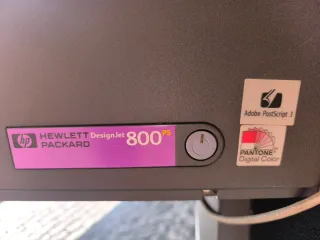 hp HEWLETT PACKARD DesignJet 800PS
Adobe PostScript 3
PANTONE
Digital Color